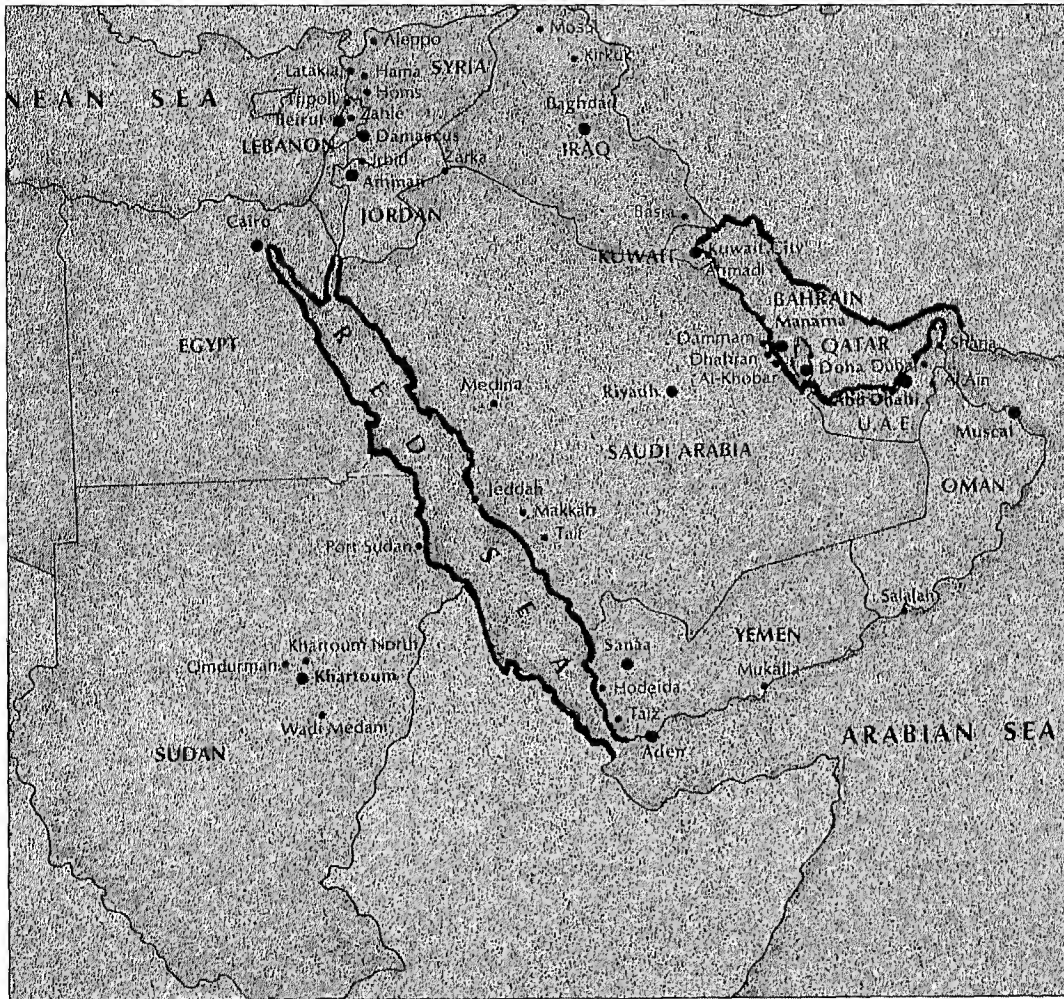 Aleppo
Latakia
Hama
SYRIA
Homs
NEAN SEA
Tripoli
Zahle
Beirut
Damascus
LEBANON
Irbid
Zarka
Amman
JORDAN
Cairo
Kirkuk
Baghdad
IRAQ
Basra
KUWAIT
Kuwait City
Ahmadi
BAHRAIN
Manama
Dammam
QATAR
Dhahran
Doha
Al-Khobar
Al Ain
Abu Dhabi
U.A.E.
Muscat
OMAN
EGYPT
RED SEA
Medina
Riyadh
SAUDI ARABIA
Jeddah
Makkah
Taif
Port Sudan
Salalah
YEMEN
Sanaa
Mukalla
Hodeida
Taiz
Aden
ARABIAN SEA
Khartoum North
Omdurman
Khartoum
Wadi Medani
SUDAN